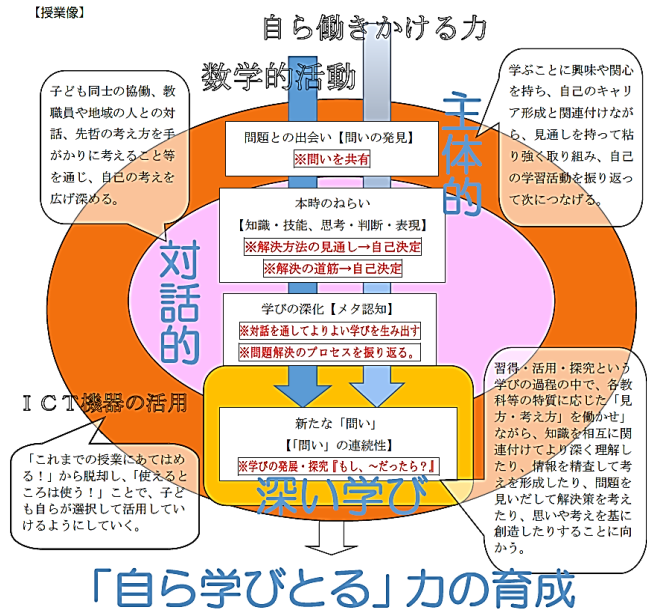 【授業像】
自ら働きかける力
数学的活動
子ども同士の協働、教
職員や地域の人との対
話、先哲の考え方を手
がかりに考えること等
を通じ、自己の考えを
広げ深める。
学ぶことに興味や関心
を持ち、自己のキャリ
ア形成と関連付けなが
ら、見通しを持って粘
り強く取り組み、自己
の学習活動を振り返っ
て次につなげる。
主体的
対話的
問題との出会い【問いの発見】
※問いを共有
本時のねらい
【知識・技能、思考・判断・表現】
※解決方法の見通し→自己決定
※解決の道筋→自己決定
学びの深化【メタ認知】
※対話を通してよりよい学びを生み出す
※問題解決のプロセスを振り返る。
新たな「問い」
【「問い」の連続性】
※学びの発展・探究『もし、~だったら？』
深い学び
ＩＣＴ機器の活用
「これまでの授業にあてはめ
る！」から脱却し、「使えると
ころは使う！」ことで、子ど
も自らが選択して活用してい
けるようにしていく。
習得・活用・探究という
学びの過程の中で、各教
科等の特質に応じた「見
方・考え方」を働かせ」
ながら、知識を相互に関
連付けてより深く理解し
たり、情報を精査して考
えを形成したり、問題を
見いだして解決策を考え
たり、思いや考えを基に
創造したりすることに向
かう。
「自ら学びとる」力の育成